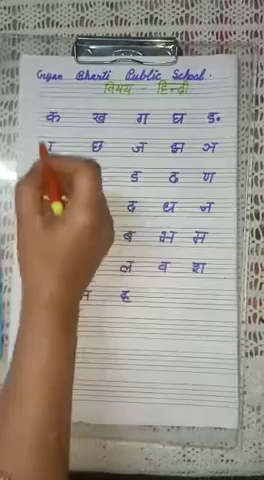 Gyan Bharti Public School.
विषय - हिन्दी
क ख ग घ ङ
छ ज झ ञ
ड ढ ण
द ध न
ब भ म
ल व श
ह